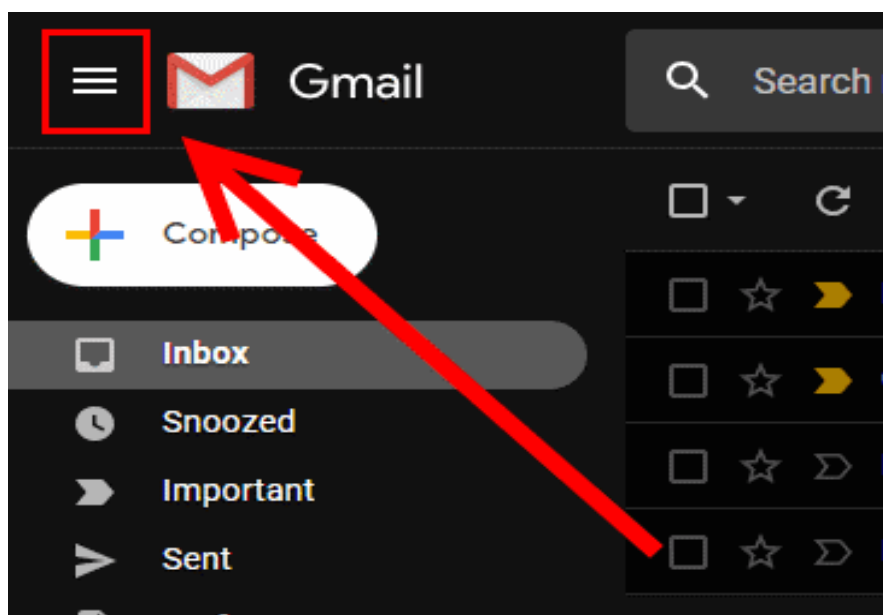 Gmail
Search
Compose
Inbox
Snoozed
Important
Sent